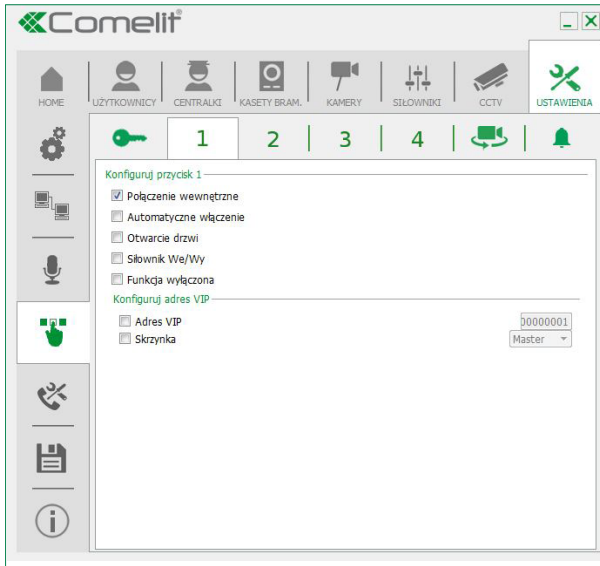 Comelit
HOME
UŻYTKOWNICY
CENTRALKI
KASETY BRAM.
KAMERY
SIŁOWNIKI
CCTV
USTAWIENIA
1 2 3 4
Konfiguruj przycisk 1
Połączenie wewnętrzne
Automatyczne włączenie
Otwarcie drzwi
Siłownik We/Wy
Funkcja wyłączona
Konfiguruj adres VIP
Adres VIP 00000001
Skrzynka Master